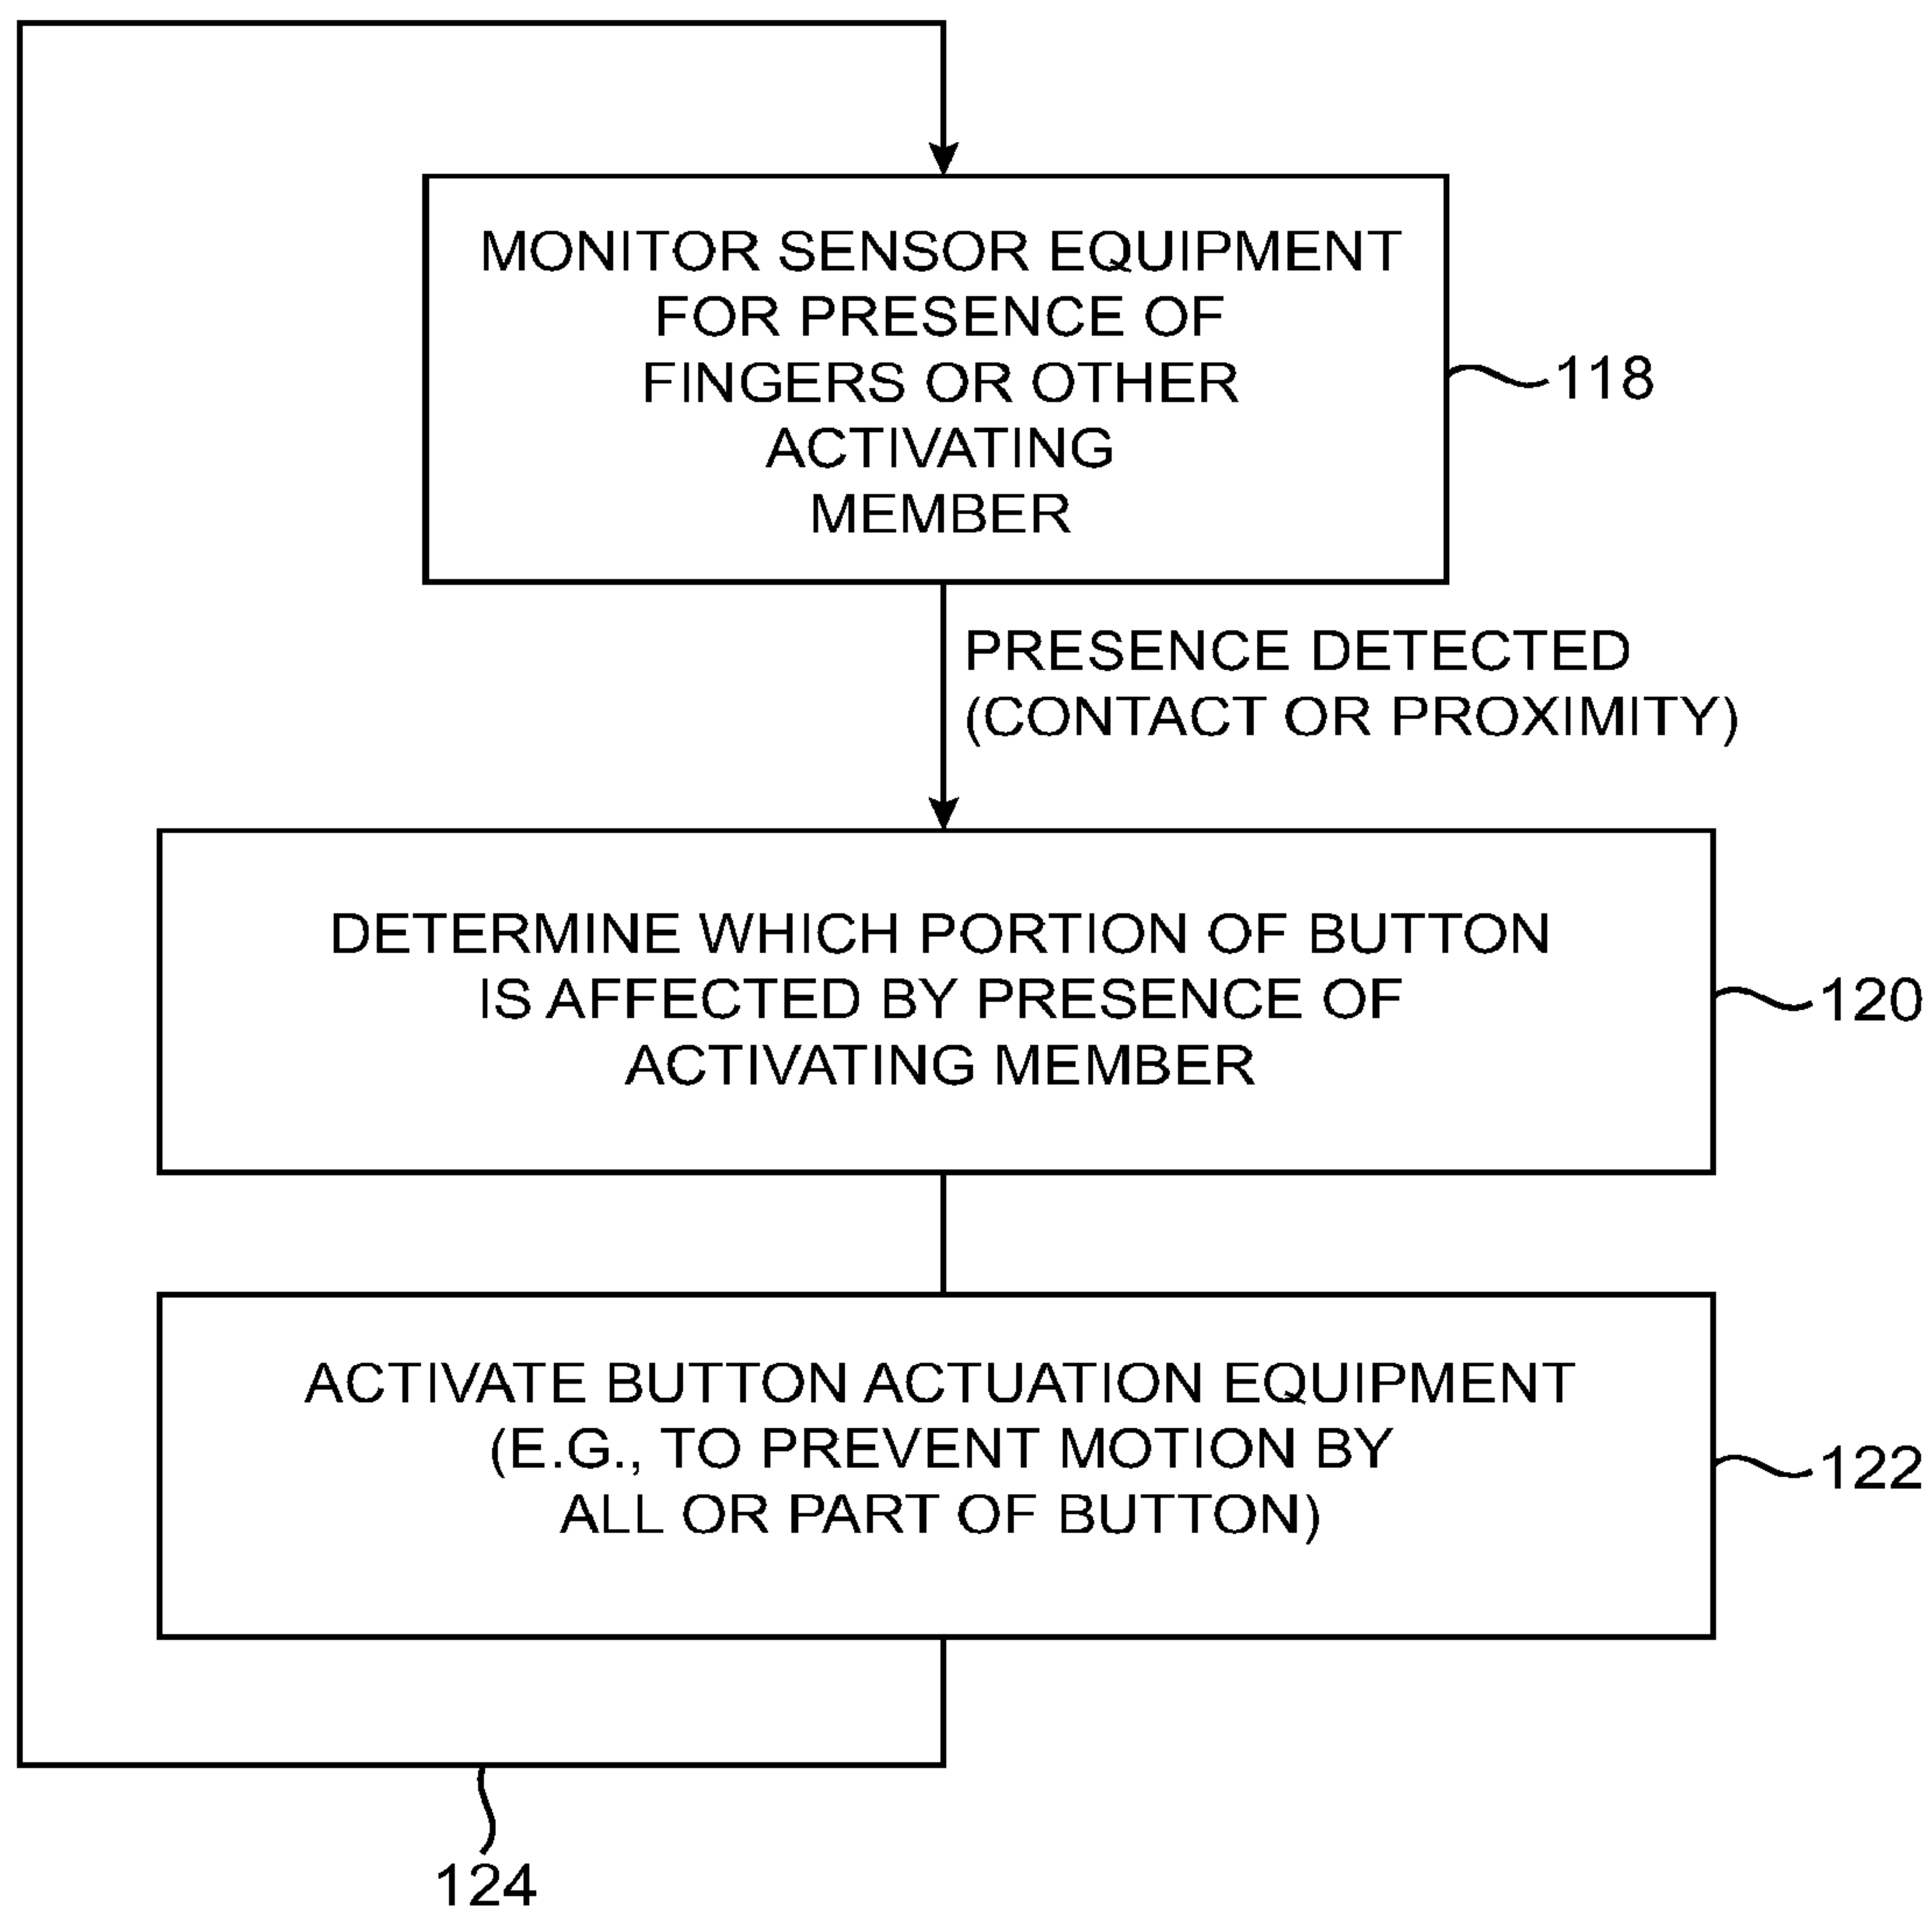 MONITOR SENSOR EQUIPMENT
FOR PRESENCE OF
FINGERS OR OTHER
ACTIVATING
MEMBER
118
PRESENCE DETECTED
(CONTACT OR PROXIMITY)
DETERMINE WHICH PORTION OF BUTTON
IS AFFECTED BY PRESENCE OF
ACTIVATING MEMBER
120
ACTIVATE BUTTON ACTUATION EQUIPMENT
(E.G., TO PREVENT MOTION BY
ALL OR PART OF BUTTON)
122
124